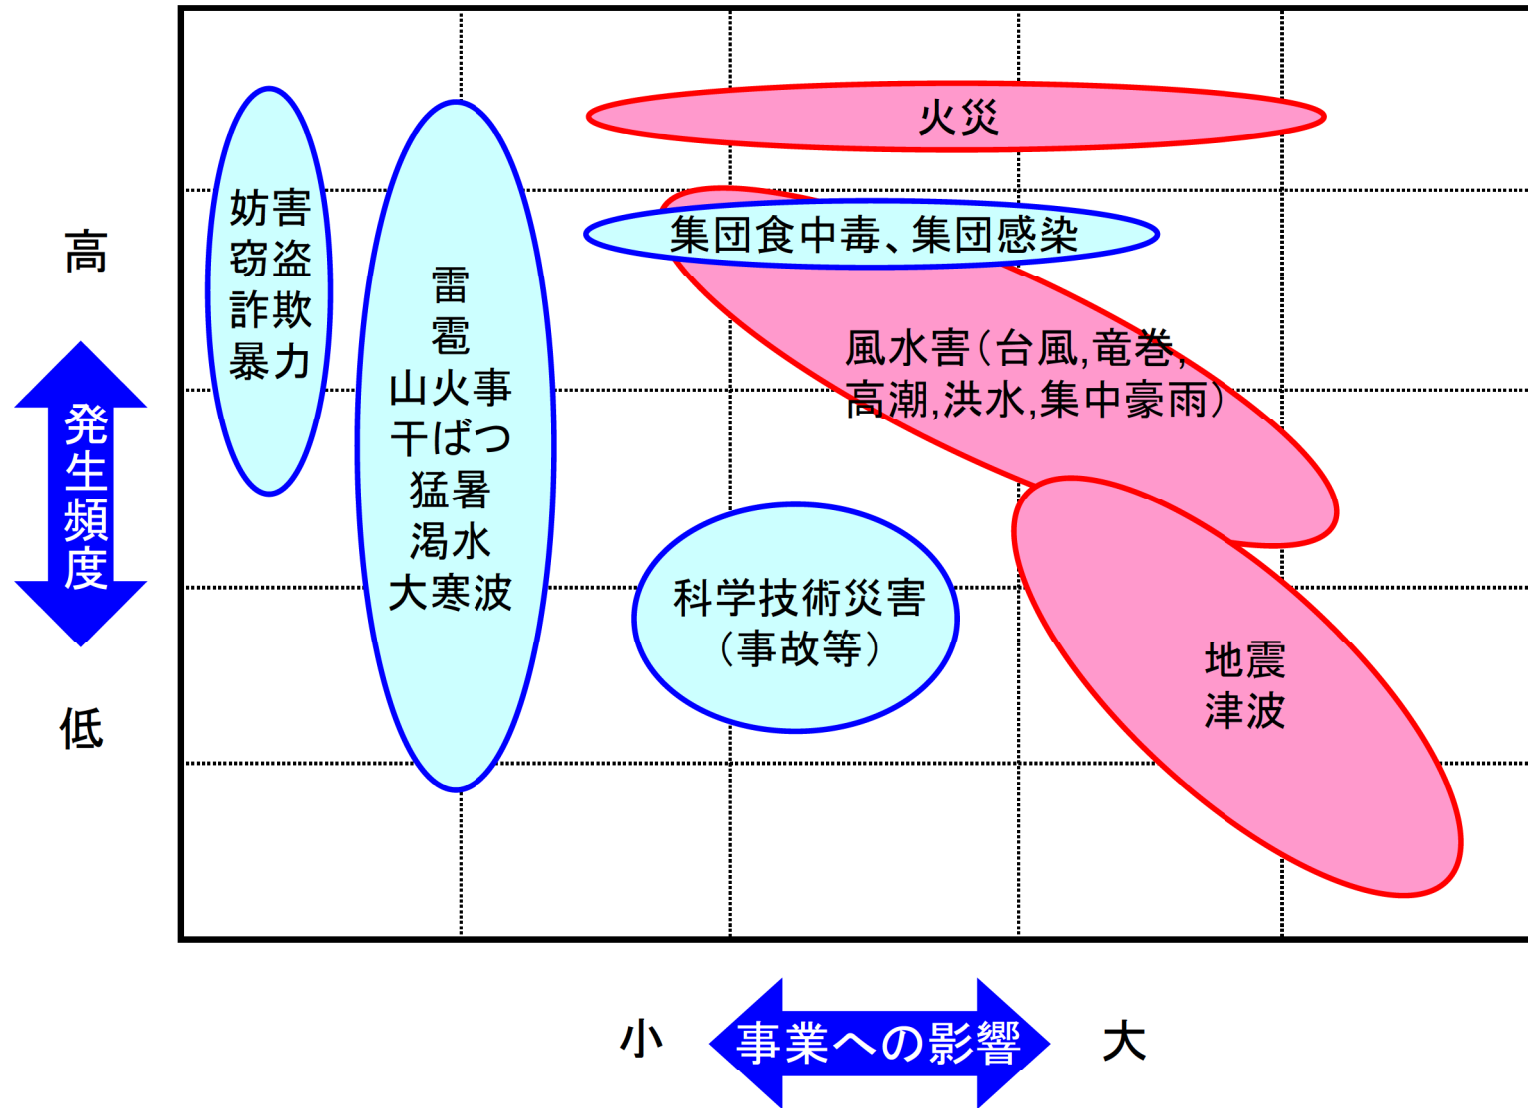 火災
妨害
窃盗
詐欺
暴力
集団食中毒、集団感染
高
雷
雹
山火事
干ばつ
猛暑
渇水
大寒波
風水害（台風,竜巻,
高潮,洪水,集中豪雨）
発生頻度
科学技術災害
（事故等）
地震
津波
低
小
事業への影響
大